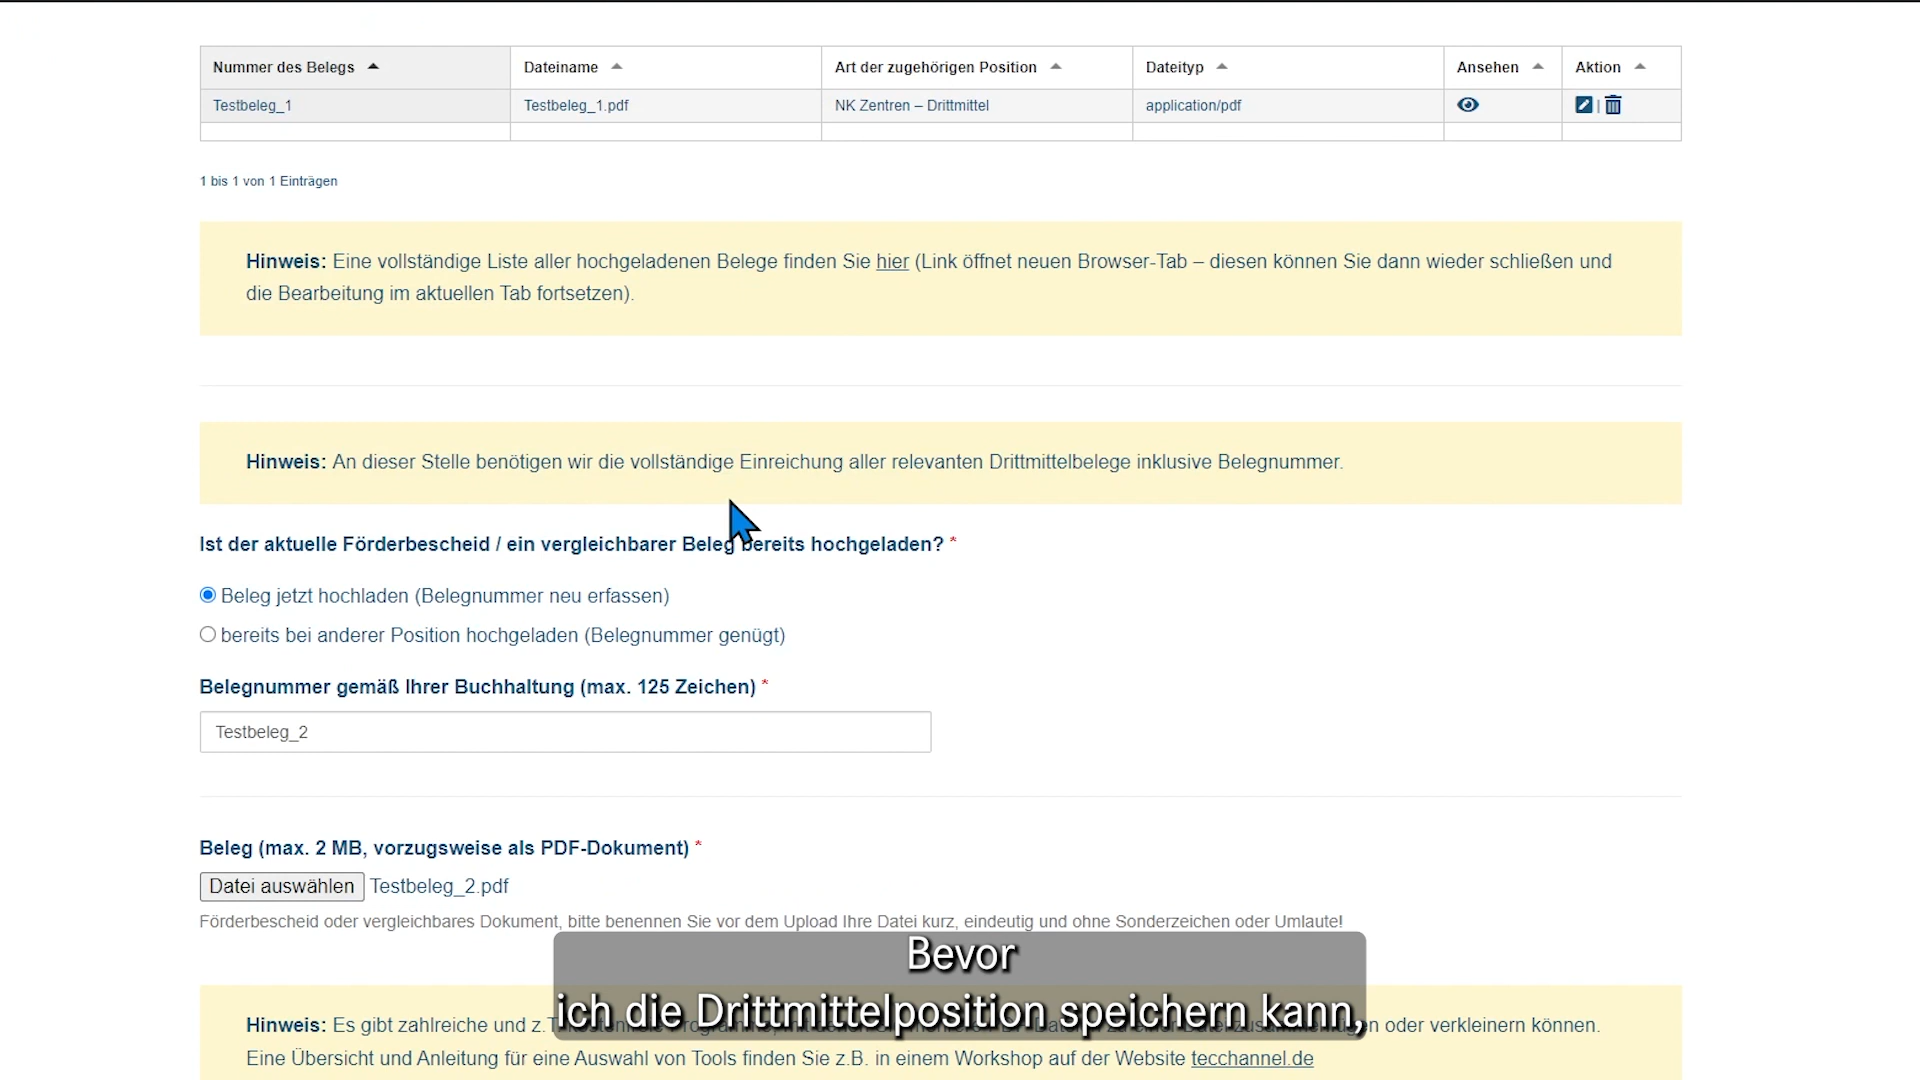 Nummer des Belegs Dateiname Art der zugehörigen Position Dateityp Ansehen Aktion
Testbeleg_1 Testbeleg_1.pdf NK Zentren – Drittmittel application/pdf
1 bis 1 von 1 Einträgen
Hinweis: Eine vollständige Liste aller hochgeladenen Belege finden Sie hier (Link öffnet neuen Browser-Tab – diesen können Sie dann wieder schließen und
die Bearbeitung im aktuellen Tab fortsetzen).
Hinweis: An dieser Stelle benötigen wir die vollständige Einreichung aller relevanten Drittmittelbelege inklusive Belegnummer.
Ist der aktuelle Förderbescheid / ein vergleichbarer Beleg bereits hochgeladen? *
Beleg jetzt hochladen (Belegnummer neu erfassen)
bereits bei anderer Position hochgeladen (Belegnummer genügt)
Belegnummer gemäß Ihrer Buchhaltung (max. 125 Zeichen) *
Testbeleg_2
Beleg (max. 2 MB, vorzugsweise als PDF-Dokument) *
Datei auswählen Testbeleg_2.pdf
Förderbescheid oder vergleichbares Dokument, bitte benennen Sie vor dem Upload Ihre Datei kurz, eindeutig und ohne Sonderzeichen oder Umlaute!
Bevor
ich die Drittmittelposition speichern kann,
Hinweis: Es gibt zahlreiche und oder verkleinern können.
Eine Übersicht und Anleitung für eine Auswahl von Tools finden Sie z.B. in einem Workshop auf der Website tecchannel.de